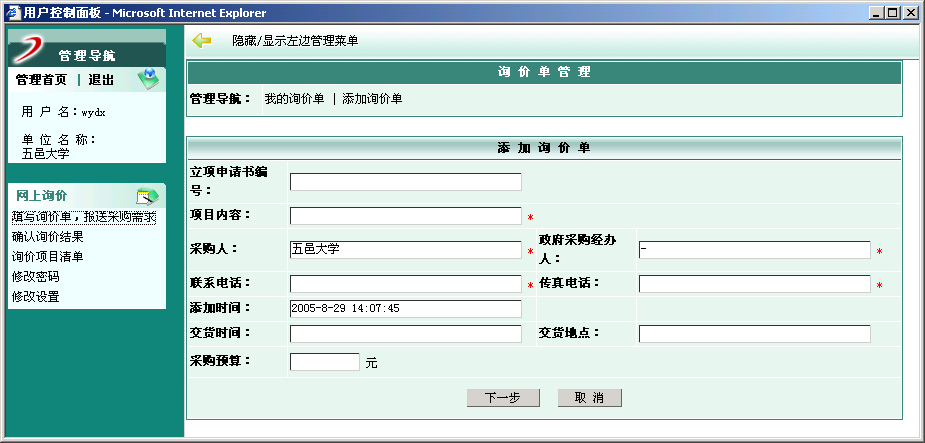 用户控制面板 - Microsoft Internet Explorer
管理导航
管理首页 | 退出
用 户 名：wydx
单 位 名 称：
五邑大学
网上询价
填写询价单，报送采购需求
确认询价结果
询价项目清单
修改密码
修改设置
隐藏/显示左边管理菜单
询 价 单 管 理
管理导航： 我的询价单 | 添加询价单
添 加 询 价 单
立项申请书编
号：
项目内容： *
采购人： 五邑大学 * 政府采购经办
人： - *
联系电话： * 传真电话： *
添加时间： 2005-8-29 14:07:45
交货时间： 交货地点：
采购预算： 元
下一步 取 消